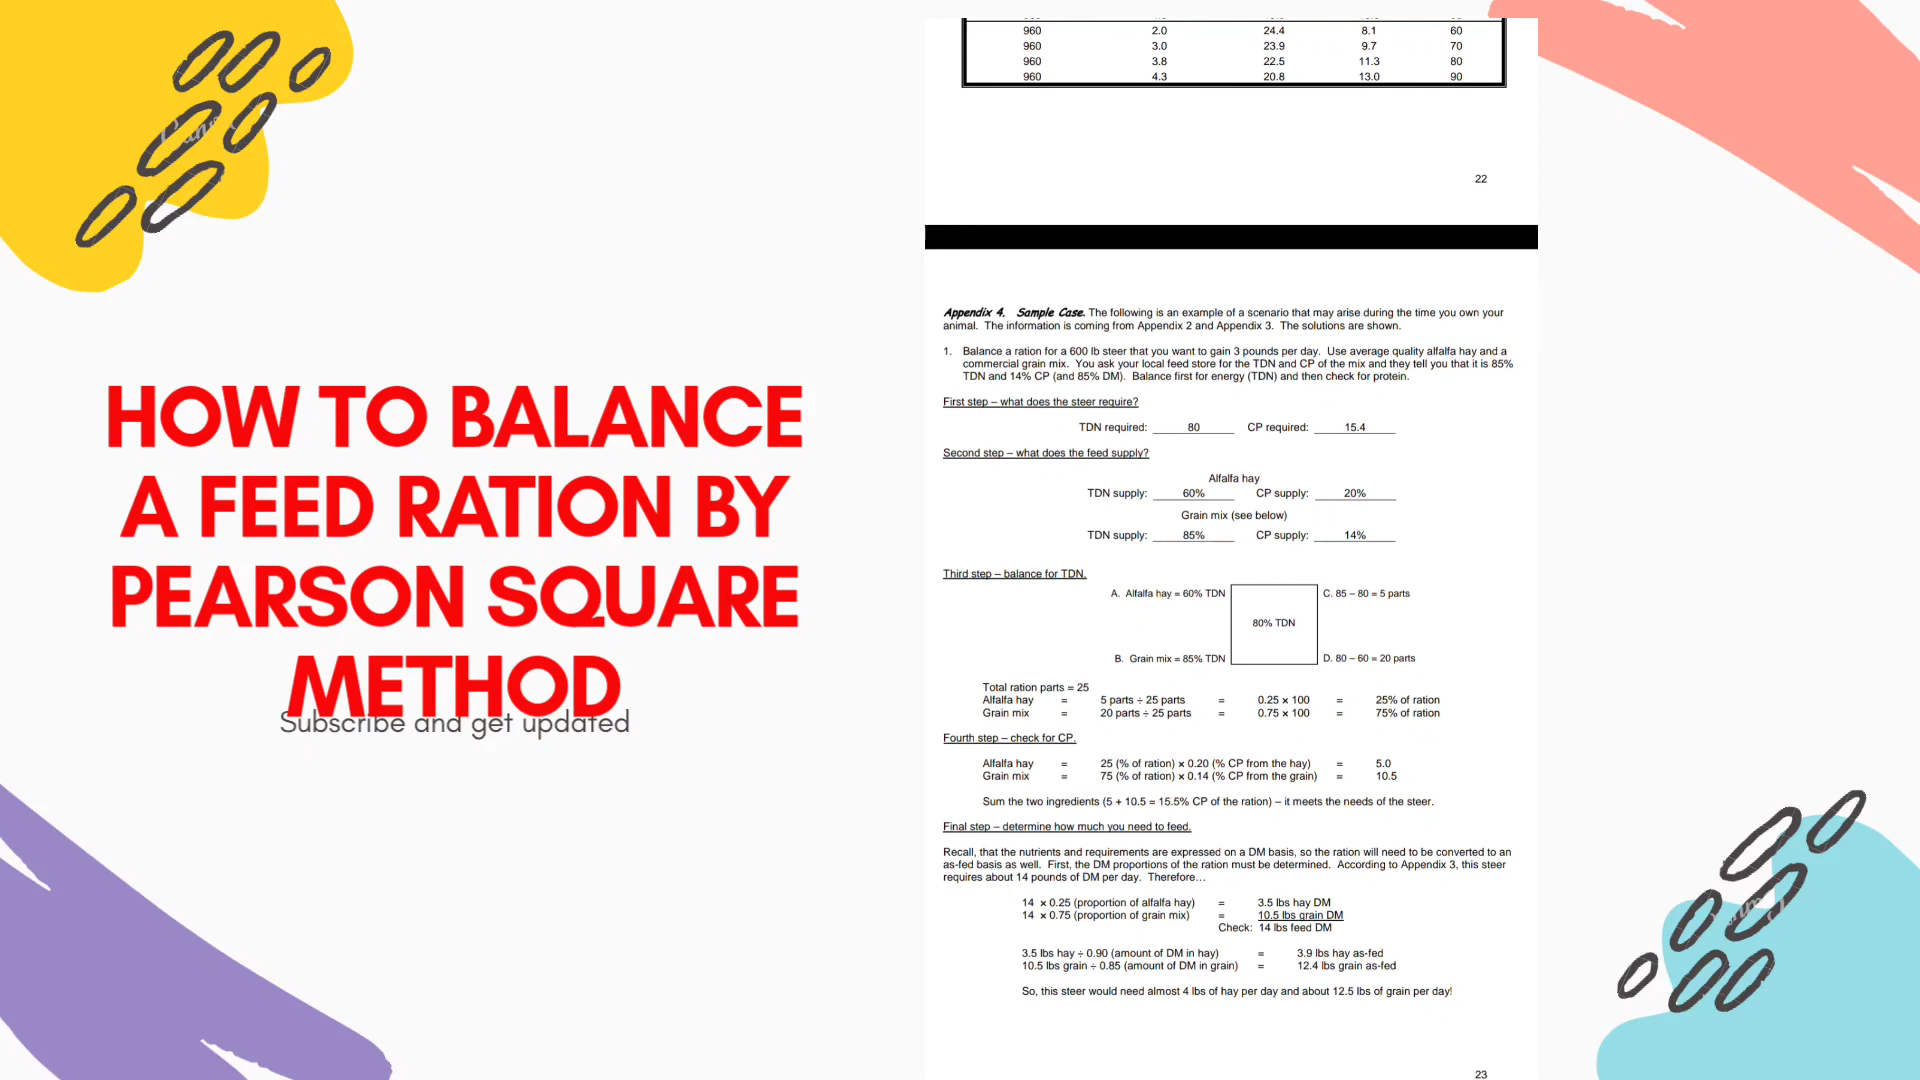 HOW TO BALANCE
A FEED RATION BY
PEARSON SQUARE
METHOD
Subscribe and get updated
960 2.0 24.4 8.1 60
960 3.0 23.9 9.7 70
960 3.8 22.5 11.3 80
960 4.3 20.8 13.0 90
22
Appendix 4. Sample Case. The following is an example of a scenario that may arise during the time you own your
animal. The information is coming from Appendix 2 and Appendix 3. The solutions are shown.
1. Balance a ration for a 600 lb steer that you want to gain 3 pounds per day. Use average quality alfalfa hay and a
commercial grain mix. You ask your local feed store for the TDN and CP of the mix and they tell you that it is 85%
TDN and 14% CP (and 85% DM). Balance first for energy (TDN) and then check for protein.
First step – what does the steer require?
TDN required: 80 CP required: 15.4
Second step – what does the feed supply?
Alfalfa hay
TDN supply: 60% CP supply: 20%
Grain mix (see below)
TDN supply: 85% CP supply: 14%
Third step – balance for TDN.
A. Alfalfa hay = 60% TDN C. 85 – 80 = 5 parts
80% TDN
B. Grain mix = 85% TDN D. 80 – 60 = 20 parts
Total ration parts = 25
Alfalfa hay = 5 parts ÷ 25 parts = 0.25 x 100 = 25% of ration
Grain mix = 20 parts ÷ 25 parts = 0.75 x 100 = 75% of ration
Fourth step – check for CP.
Alfalfa hay = 25 (% of ration) x 0.20 (% CP from the hay) = 5.0
Grain mix = 75 (% of ration) x 0.14 (% CP from the grain) = 10.5
Sum the two ingredients (5 + 10.5 = 15.5% CP of the ration) – it meets the needs of the steer.
Final step – determine how much you need to feed.
Recall, that the nutrients and requirements are expressed on a DM basis, so the ration will need to be converted to an
as-fed basis as well. First, the DM proportions of the ration must be determined. According to Appendix 3, this steer
requires about 14 pounds of DM per day. Therefore…
14 x 0.25 (proportion of alfalfa hay) = 3.5 lbs hay DM
14 x 0.75 (proportion of grain mix) = 10.5 lbs grain DM
Check: 14 lbs feed DM
3.5 lbs hay ÷ 0.90 (amount of DM in hay) = 3.9 lbs hay as-fed
10.5 lbs grain ÷ 0.85 (amount of DM in grain) = 12.4 lbs grain as-fed
So, this steer would need almost 4 lbs of hay per day and about 12.5 lbs of grain per day!
23